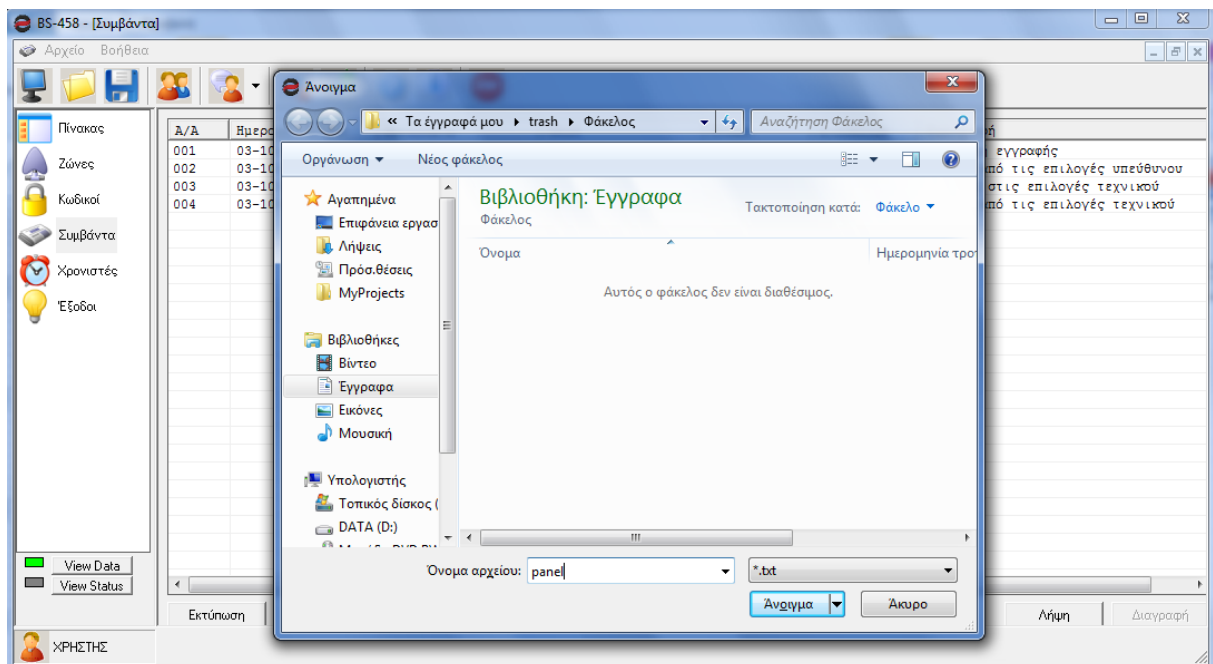 BS-458 - [Συμβάντα]
Αρχείο Βοήθεια
Άνοιγμα
« Τα έγγραφά μου ▸ trash ▸ Φάκελος
Αναζήτηση Φάκελος
Οργάνωση Νέος φάκελος
Αγαπημένα
Επιφάνεια εργασ
Λήψεις
Πρόσ.θέσεις
MyProjects
Βιβλιοθήκες
Βίντεο
Έγγραφα
Εικόνες
Μουσική
Υπολογιστής
Τοπικός δίσκος (
DATA (D:)
Βιβλιοθήκη: Έγγραφα
Φάκελος
Τακτοποίηση κατά: Φάκελο
Όνομα Ημερομηνία τρο
Αυτός ο φάκελος δεν είναι διαθέσιμος.
Όνομα αρχείου: panel *.txt
Άνοιγμα Άκυρο
Πίνακας
Ζώνες
Κωδικοί
Συμβάντα
Χρονιστές
Έξοδοι
View Data
View Status
ΧΡΗΣΤΗΣ
Α/Α Ημερο ή
001 03-10 εγγραφής
002 03-10 πό τις επιλογές υπεύθυνου
003 03-10 στις επιλογές τεχνικού
004 03-10 πό τις επιλογές τεχνικού
Εκτύπωση Λήψη Διαγραφή